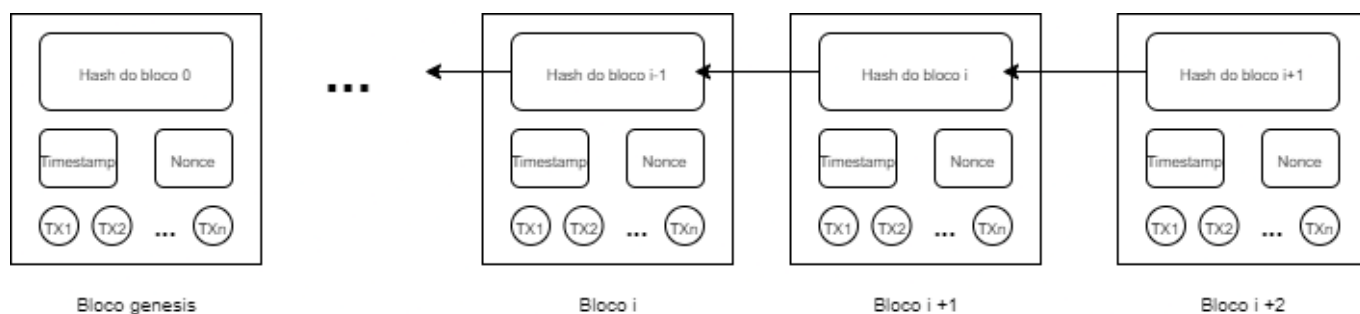 Hash do bloco 0
Timestamp
Nonce
TX1 TX2 ... TXn
Bloco genesis
...
Hash do bloco i-1
Timestamp
Nonce
TX1 TX2 ... TXn
Bloco i
Hash do bloco i
Timestamp
Nonce
TX1 TX2 ... TXn
Bloco i +1
Hash do bloco i+1
Timestamp
Nonce
TX1 TX2 ... TXn
Bloco i +2